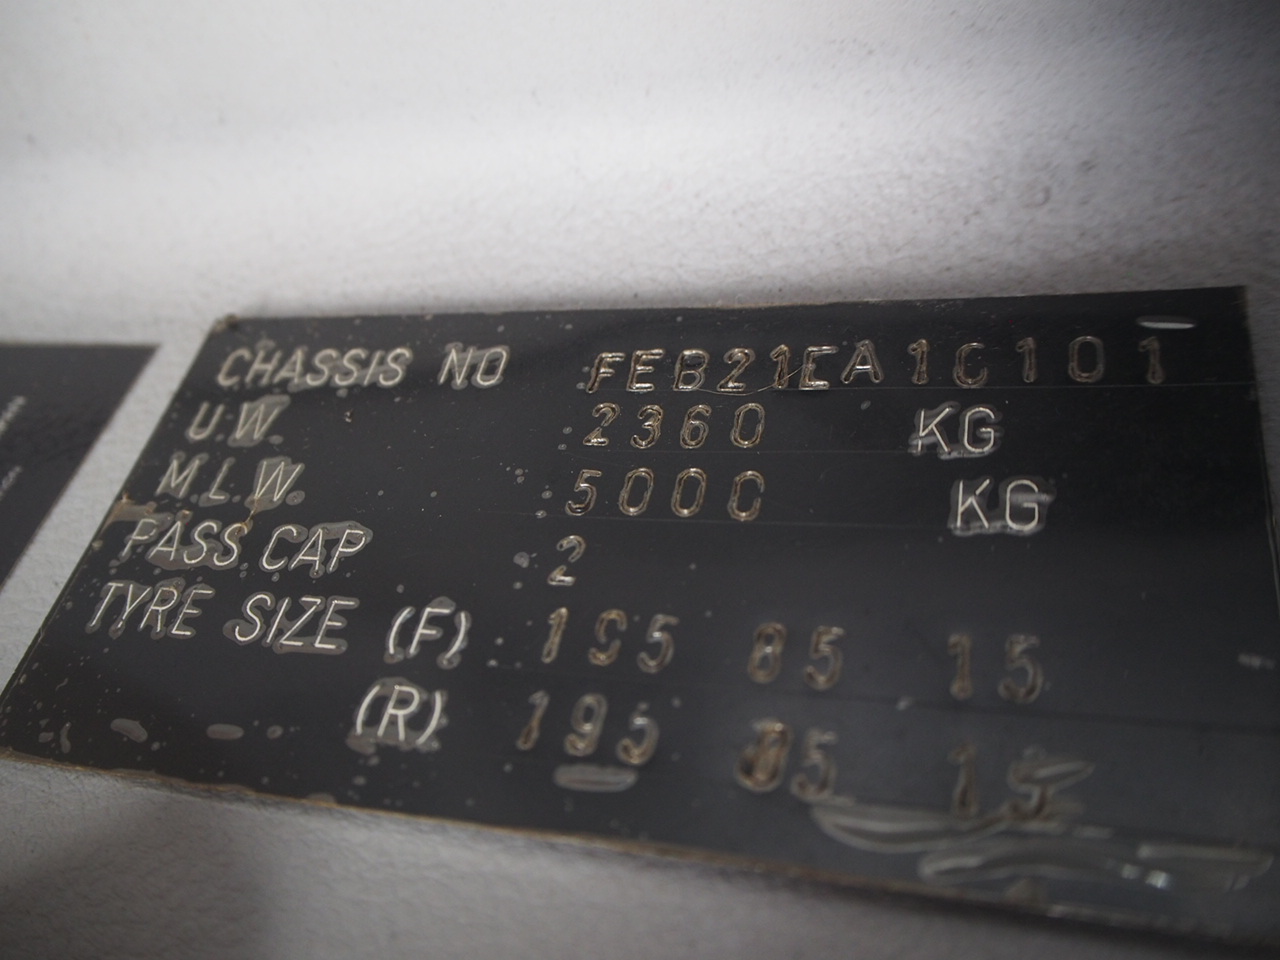 CHASSIS NO FEB21EA1C101
U.W. 2360 KG
M.L.W. 5000 KG
PASS. CAP 2
TYRE SIZE (F) 195 85 15
(R) 195 85 15